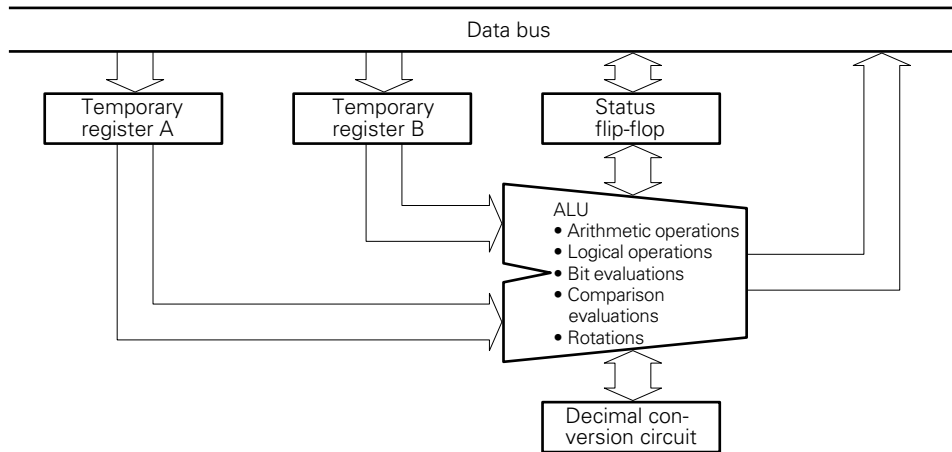 Data bus
Temporary
register A
Temporary
register B
Status
flip-flop
ALU
• Arithmetic operations
• Logical operations
• Bit evaluations
• Comparison
evaluations
• Rotations
Decimal con-
version circuit